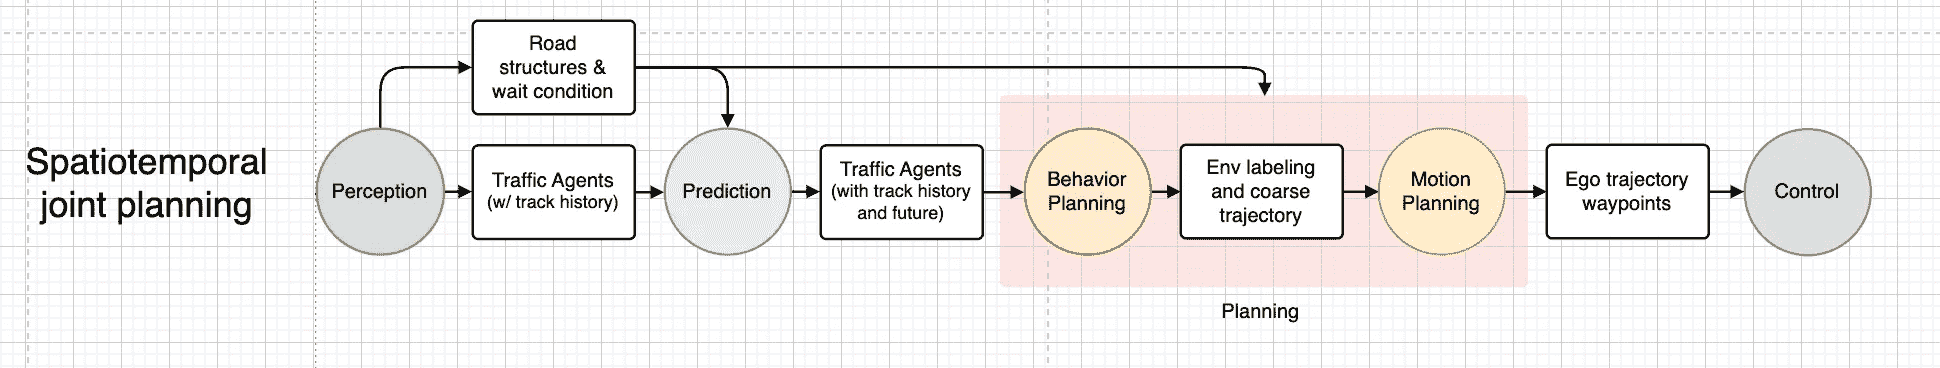 Spatiotemporal
joint planning
Perception
Road
structures &
wait condition
Traffic Agents
(w/ track history)
Prediction
Traffic Agents
(with track history
and future)
Behavior
Planning
Env labeling
and coarse
trajectory
Motion
Planning
Planning
Ego trajectory
waypoints
Control